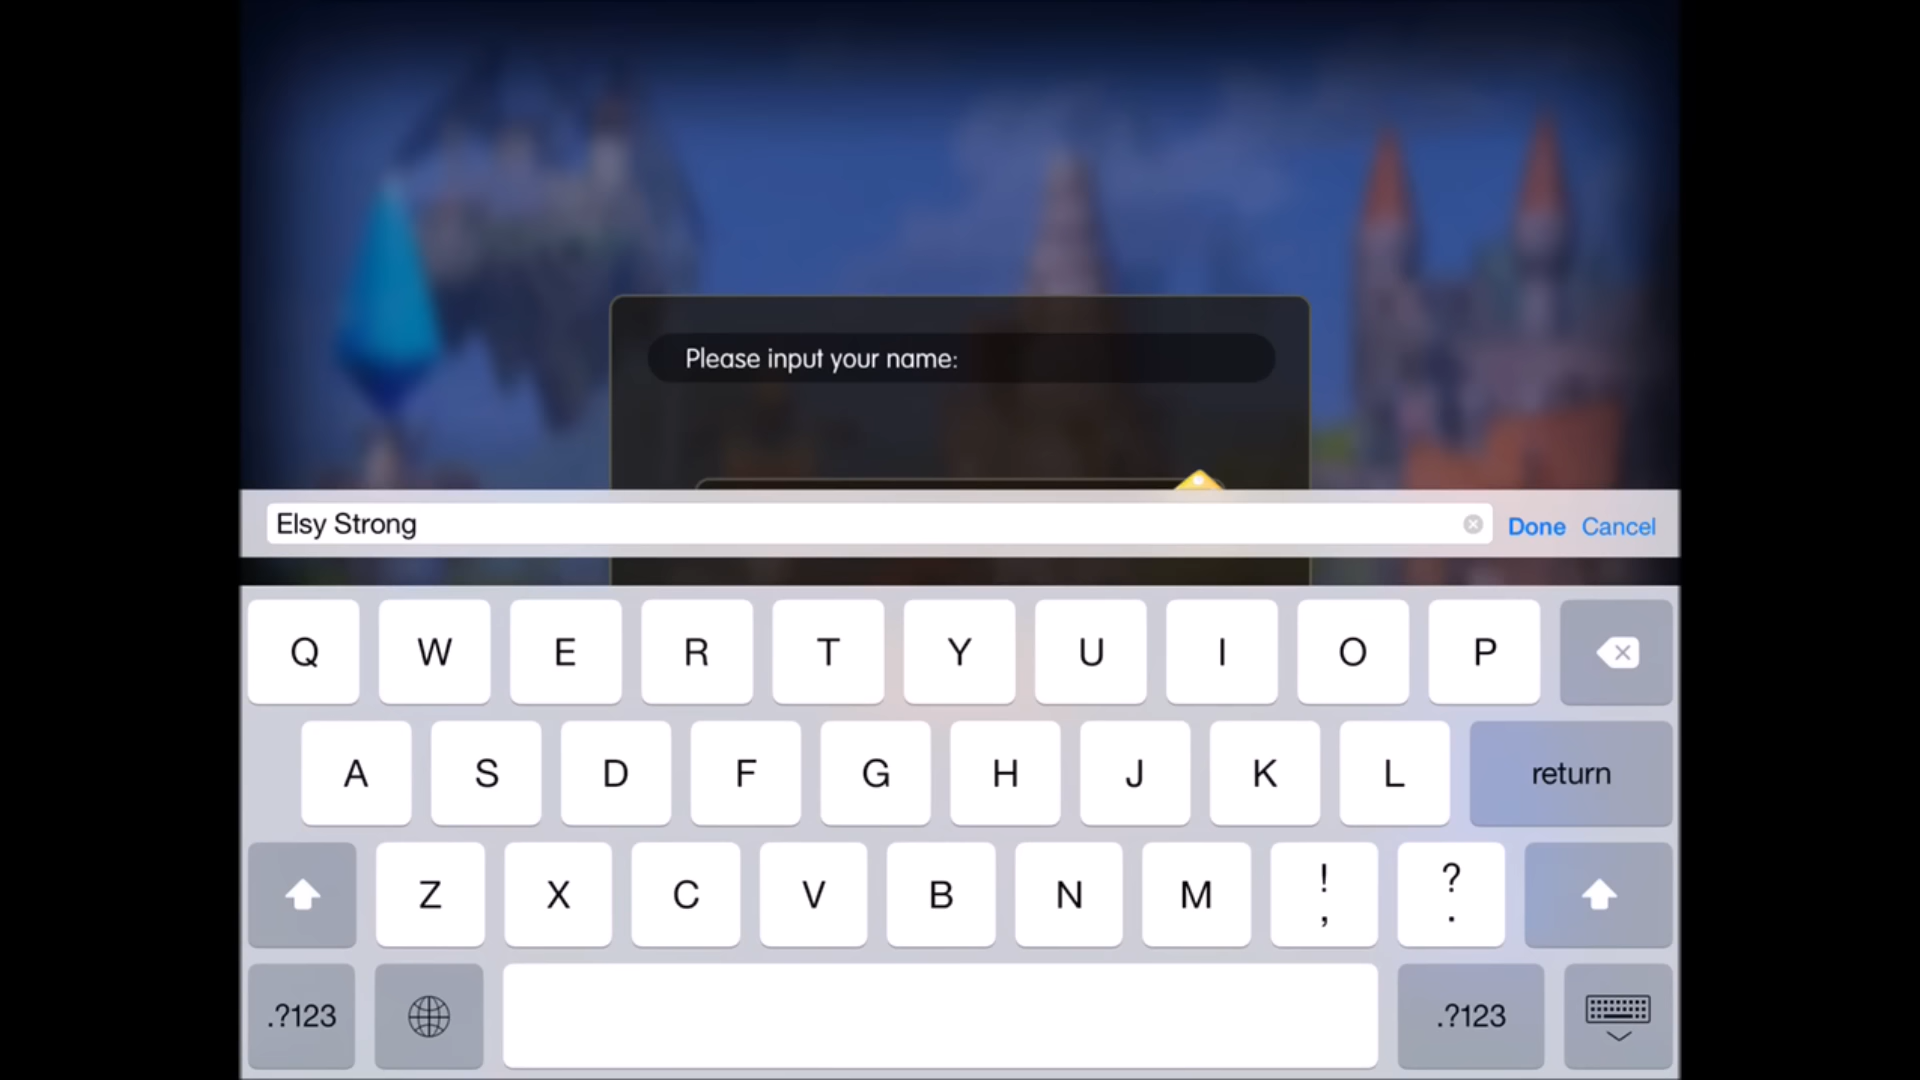 Please input your name:
Elsy Strong
Done Cancel
Q W E R T Y U I O P
A S D F G H J K L return
Z X C V B N M ! , ? .
.?123 .?123